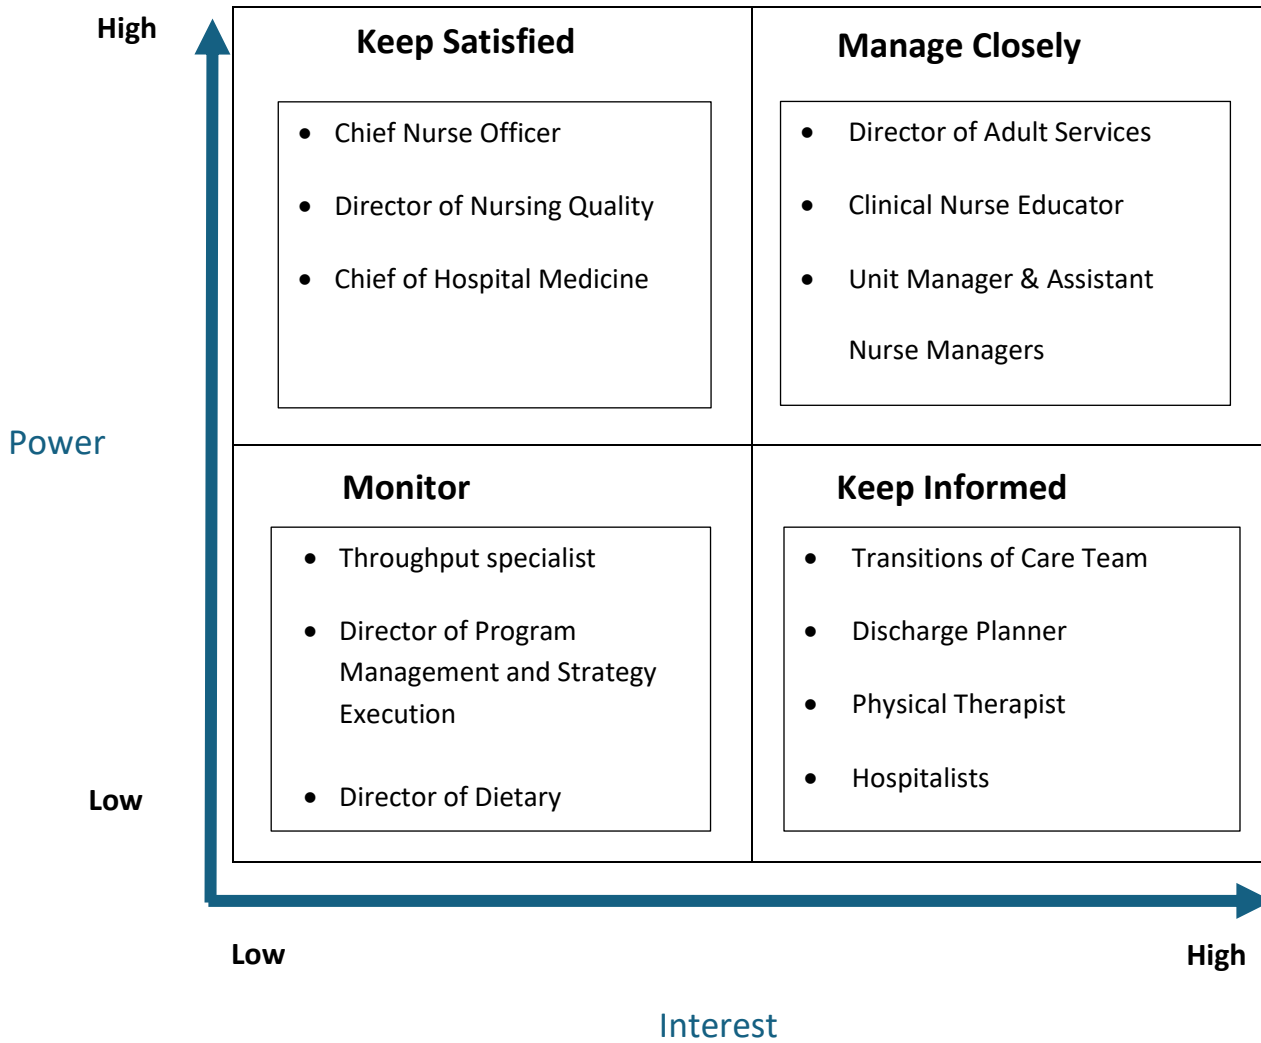 High
Keep Satisfied
Manage Closely
• Chief Nurse Officer
• Director of Nursing Quality
• Chief of Hospital Medicine
• Director of Adult Services
• Clinical Nurse Educator
• Unit Manager & Assistant
Nurse Managers
Power
Monitor
Keep Informed
• Throughput specialist
• Director of Program
Management and Strategy
Execution
• Director of Dietary
• Transitions of Care Team
• Discharge Planner
• Physical Therapist
• Hospitalists
Low
Low
High
Interest